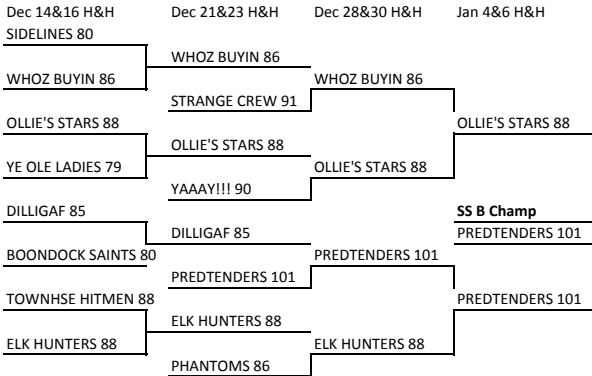 Dec 14&16 H&H Dec 21&23 H&H Dec 28&30 H&H Jan 4&6 H&H
SIDELINES 80
WHOZ BUYIN 86
WHOZ BUYIN 86 WHOZ BUYIN 86
STRANGE CREW 91
OLLIE'S STARS 88 OLLIE'S STARS 88
OLLIE'S STARS 88
YE OLE LADIES 79 OLLIE'S STARS 88
YAAAY!!! 90
DILLIGAF 85 SS B Champ
DILLIGAF 85 PREDTENDERS 101
BOONDOCK SAINTS 80 PREDTENDERS 101
PREDTENDERS 101
TOWNHSE HITMEN 88 PREDTENDERS 101
ELK HUNTERS 88
ELK HUNTERS 88 ELK HUNTERS 88
PHANTOMS 86